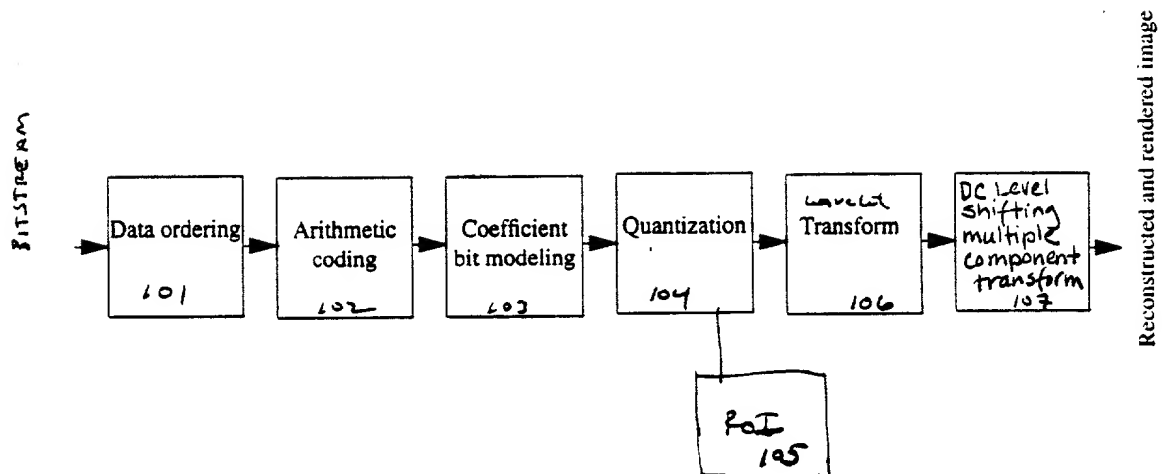 BITSTREAM
Data ordering
101
Arithmetic
coding
102
Coefficient
bit modeling
103
Quantization
104
RoI
105
wavelet
Transform
106
DC Level
shifting
multiple
component
transform
107
Reconstructed and rendered image